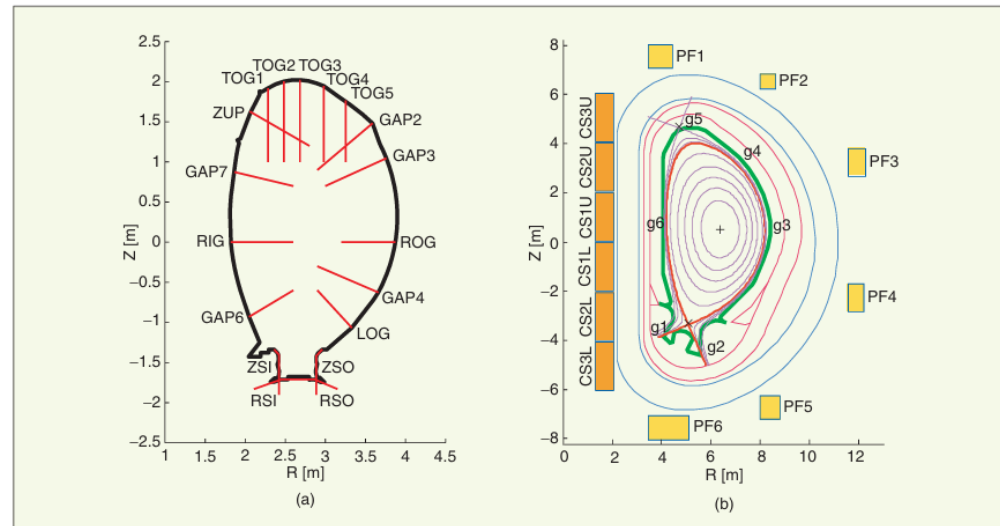 2.5
2
1.5
1
0.5
0
−0.5
−1
−1.5
−2
−2.5
Z [m]
TOG1
TOG2
TOG3
TOG4
TOG5
ZUP
GAP2
GAP3
GAP7
RIG
ROG
GAP4
GAP6
LOG
ZSI
ZSO
RSI
RSO
1 1.5 2 2.5 3 3.5 4 4.5
R [m]
(a)
8
6
4
2
0
−2
−4
−6
−8
Z [m]
CS3U
CS2U
CS1U
CS1L
CS2L
CS3L
PF1
PF2
PF3
PF4
PF5
PF6
g5
g4
g6
g3
g1
g2
0 2 4 6 8 10 12
R [m]
(b)